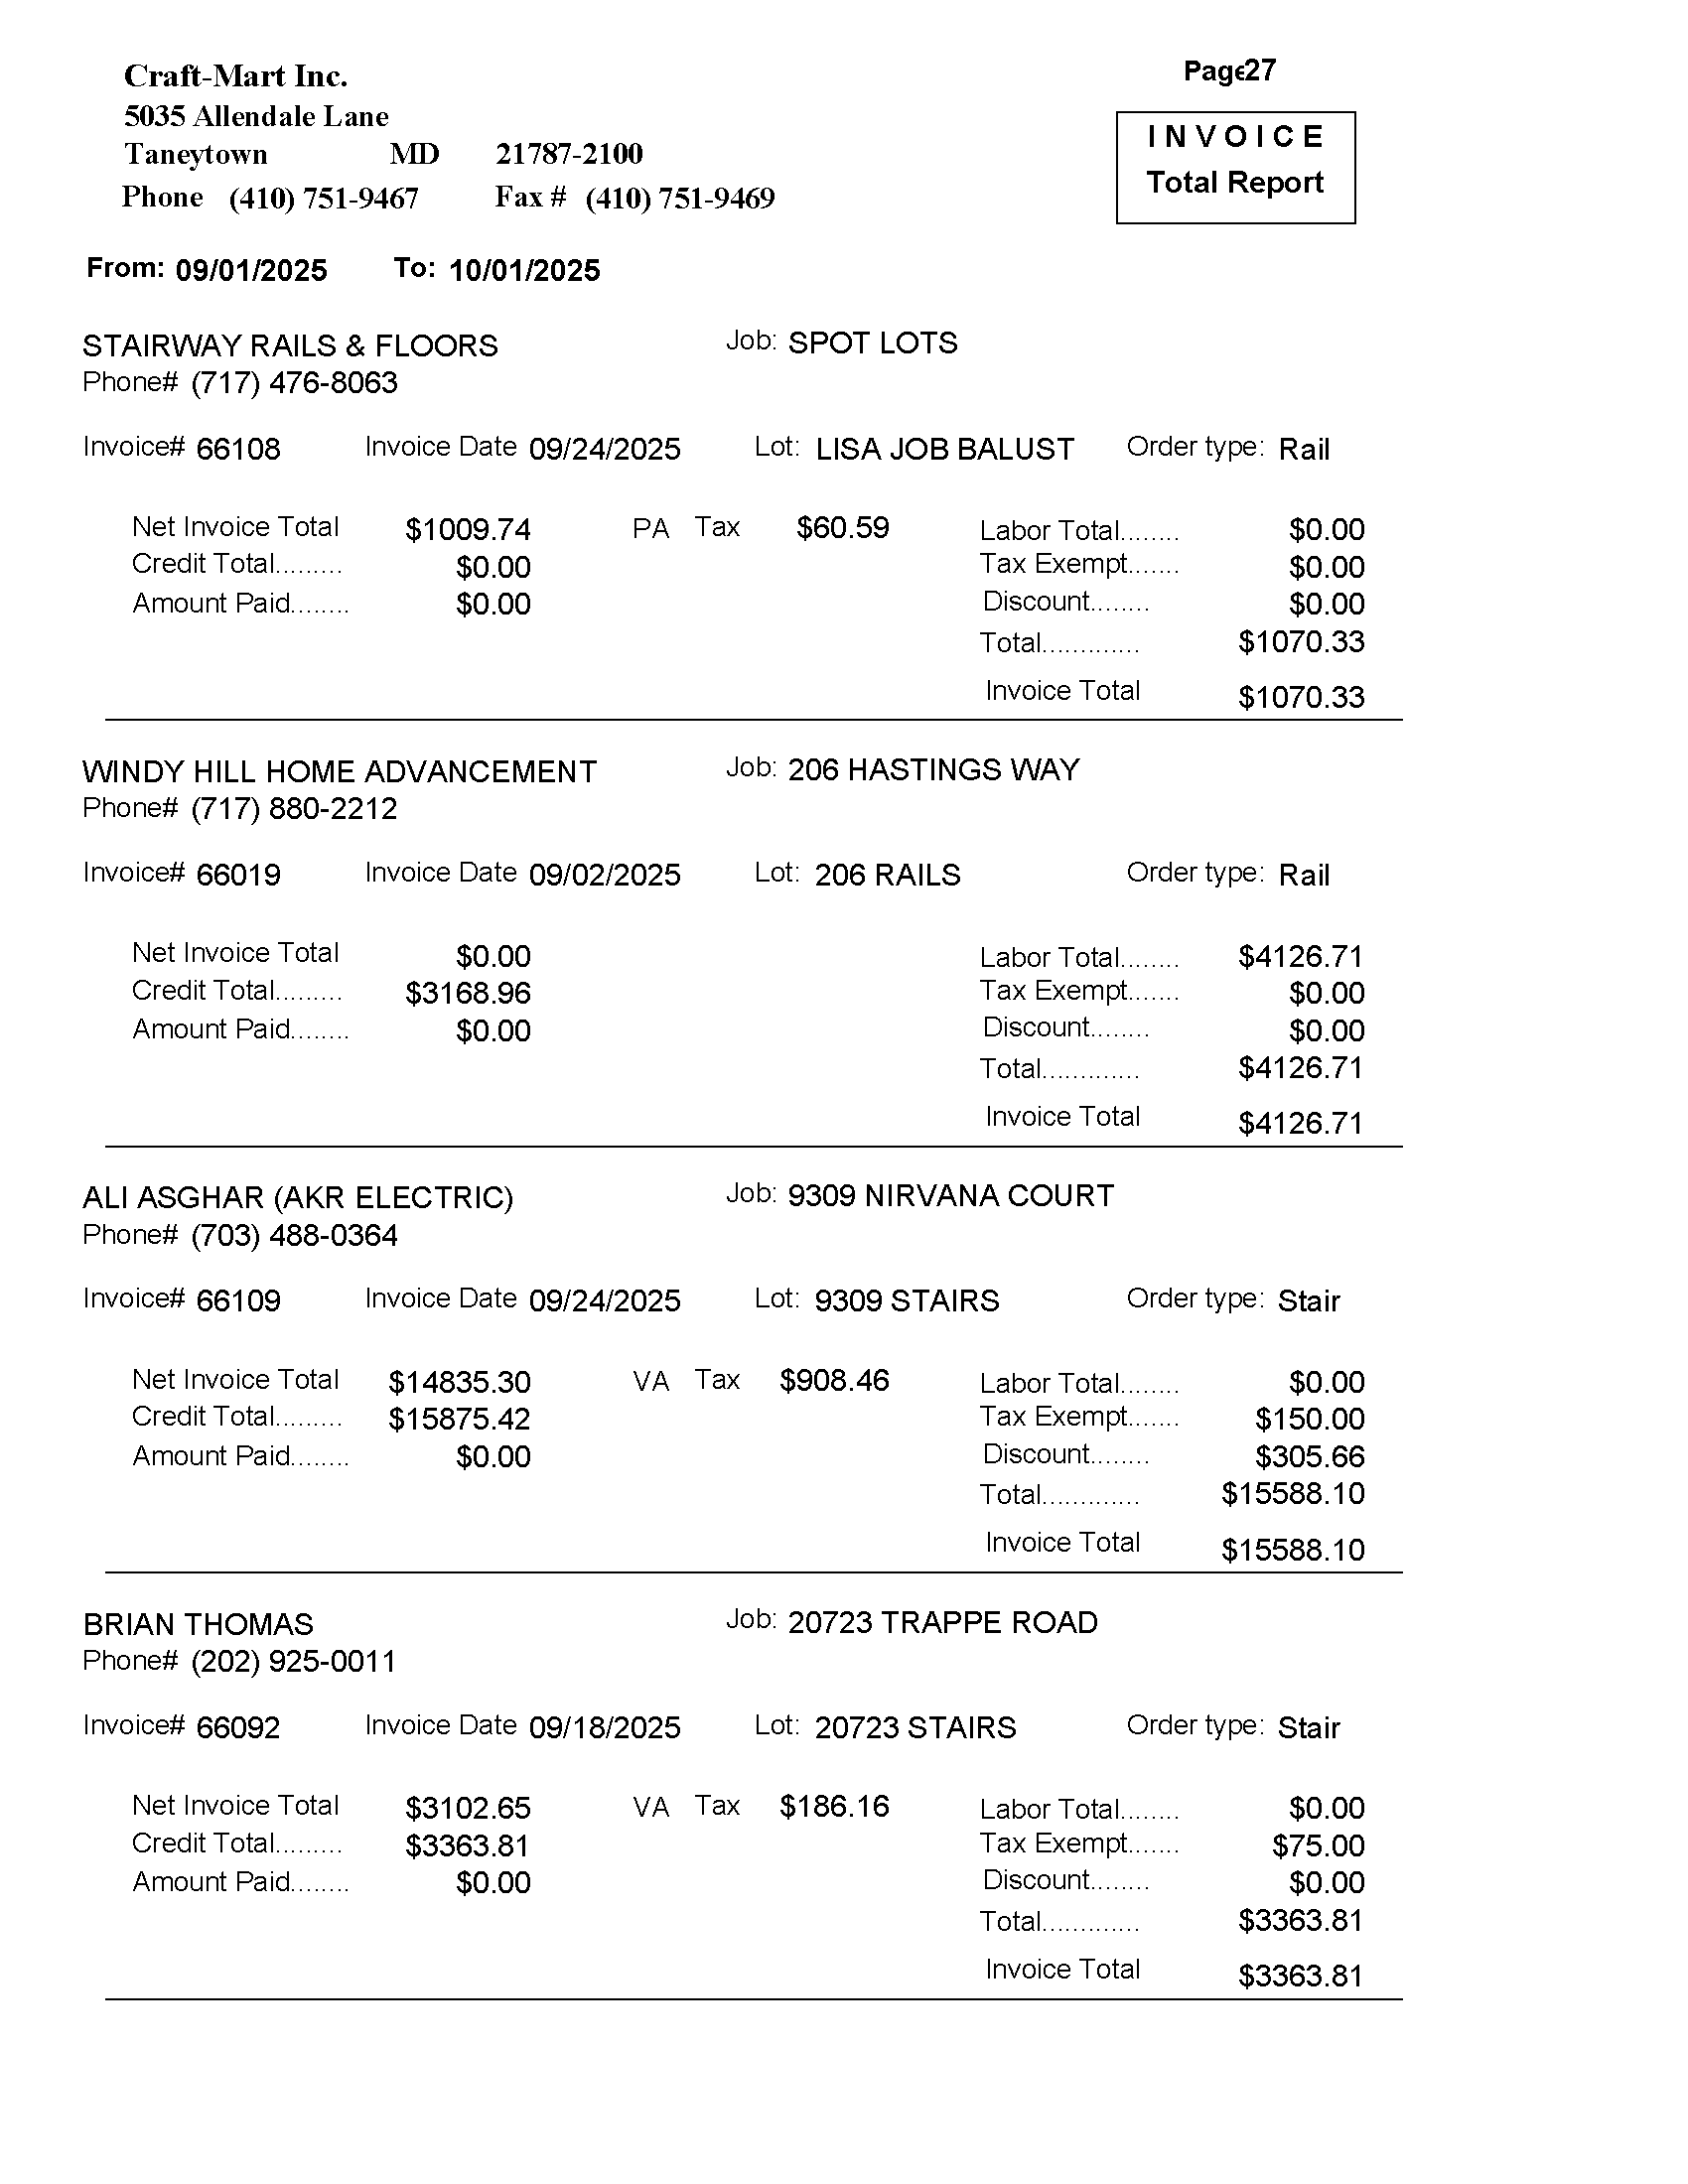 Craft-Mart Inc.
Page27
5035 Allendale Lane
Taneytown MD 21787-2100
Phone (410) 751-9467 Fax # (410) 751-9469
INVOICE
Total Report
From: 09/01/2025 To: 10/01/2025
STAIRWAY RAILS & FLOORS Job: SPOT LOTS
Phone# (717) 476-8063
Invoice# 66108 Invoice Date 09/24/2025 Lot: LISA JOB BALUST Order type: Rail
Net Invoice Total $1009.74 PA Tax $60.59 Labor Total........ $0.00
Credit Total......... $0.00 Tax Exempt....... $0.00
Amount Paid........ $0.00 Discount........ $0.00
Total............. $1070.33
Invoice Total $1070.33
WINDY HILL HOME ADVANCEMENT Job: 206 HASTINGS WAY
Phone# (717) 880-2212
Invoice# 66019 Invoice Date 09/02/2025 Lot: 206 RAILS Order type: Rail
Net Invoice Total $0.00 Labor Total........ $4126.71
Credit Total......... $3168.96 Tax Exempt....... $0.00
Amount Paid........ $0.00 Discount........ $0.00
Total............. $4126.71
Invoice Total $4126.71
ALI ASGHAR (AKR ELECTRIC) Job: 9309 NIRVANA COURT
Phone# (703) 488-0364
Invoice# 66109 Invoice Date 09/24/2025 Lot: 9309 STAIRS Order type: Stair
Net Invoice Total $14835.30 VA Tax $908.46 Labor Total........ $0.00
Credit Total......... $15875.42 Tax Exempt....... $150.00
Amount Paid........ $0.00 Discount........ $305.66
Total............. $15588.10
Invoice Total $15588.10
BRIAN THOMAS Job: 20723 TRAPPE ROAD
Phone# (202) 925-0011
Invoice# 66092 Invoice Date 09/18/2025 Lot: 20723 STAIRS Order type: Stair
Net Invoice Total $3102.65 VA Tax $186.16 Labor Total........ $0.00
Credit Total......... $3363.81 Tax Exempt....... $75.00
Amount Paid........ $0.00 Discount........ $0.00
Total............. $3363.81
Invoice Total $3363.81